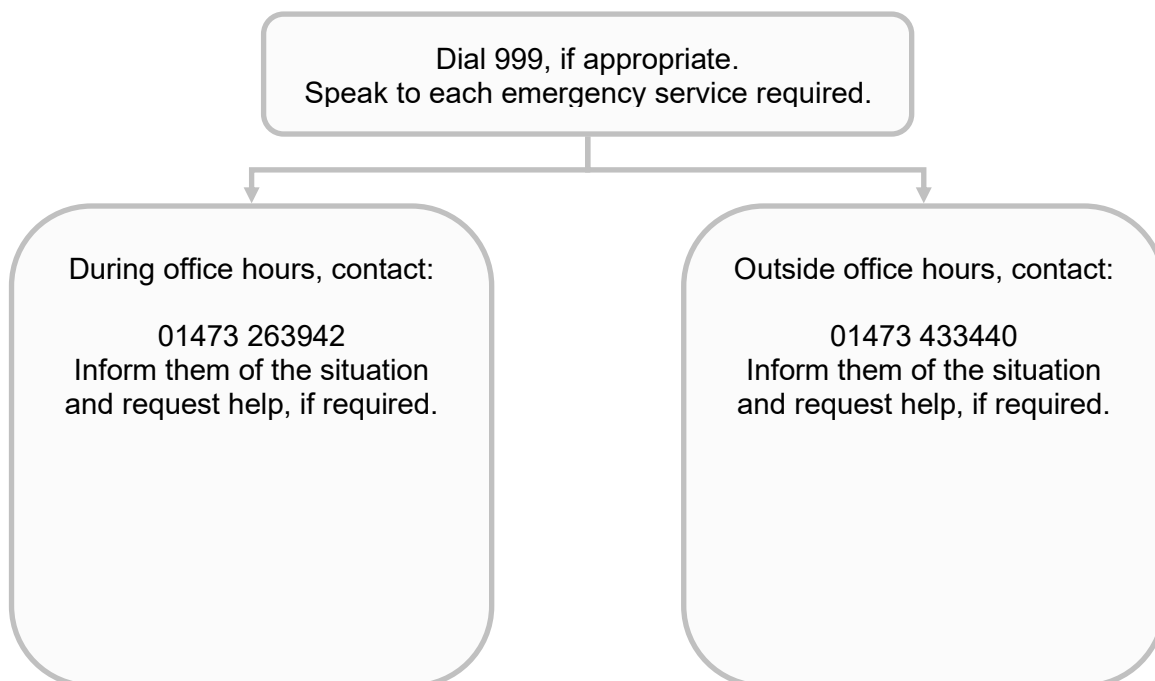 Dial 999, if appropriate.
Speak to each emergency service required.
During office hours, contact:
01473 263942
Inform them of the situation
and request help, if required.
Outside office hours, contact:
01473 433440
Inform them of the situation
and request help, if required.